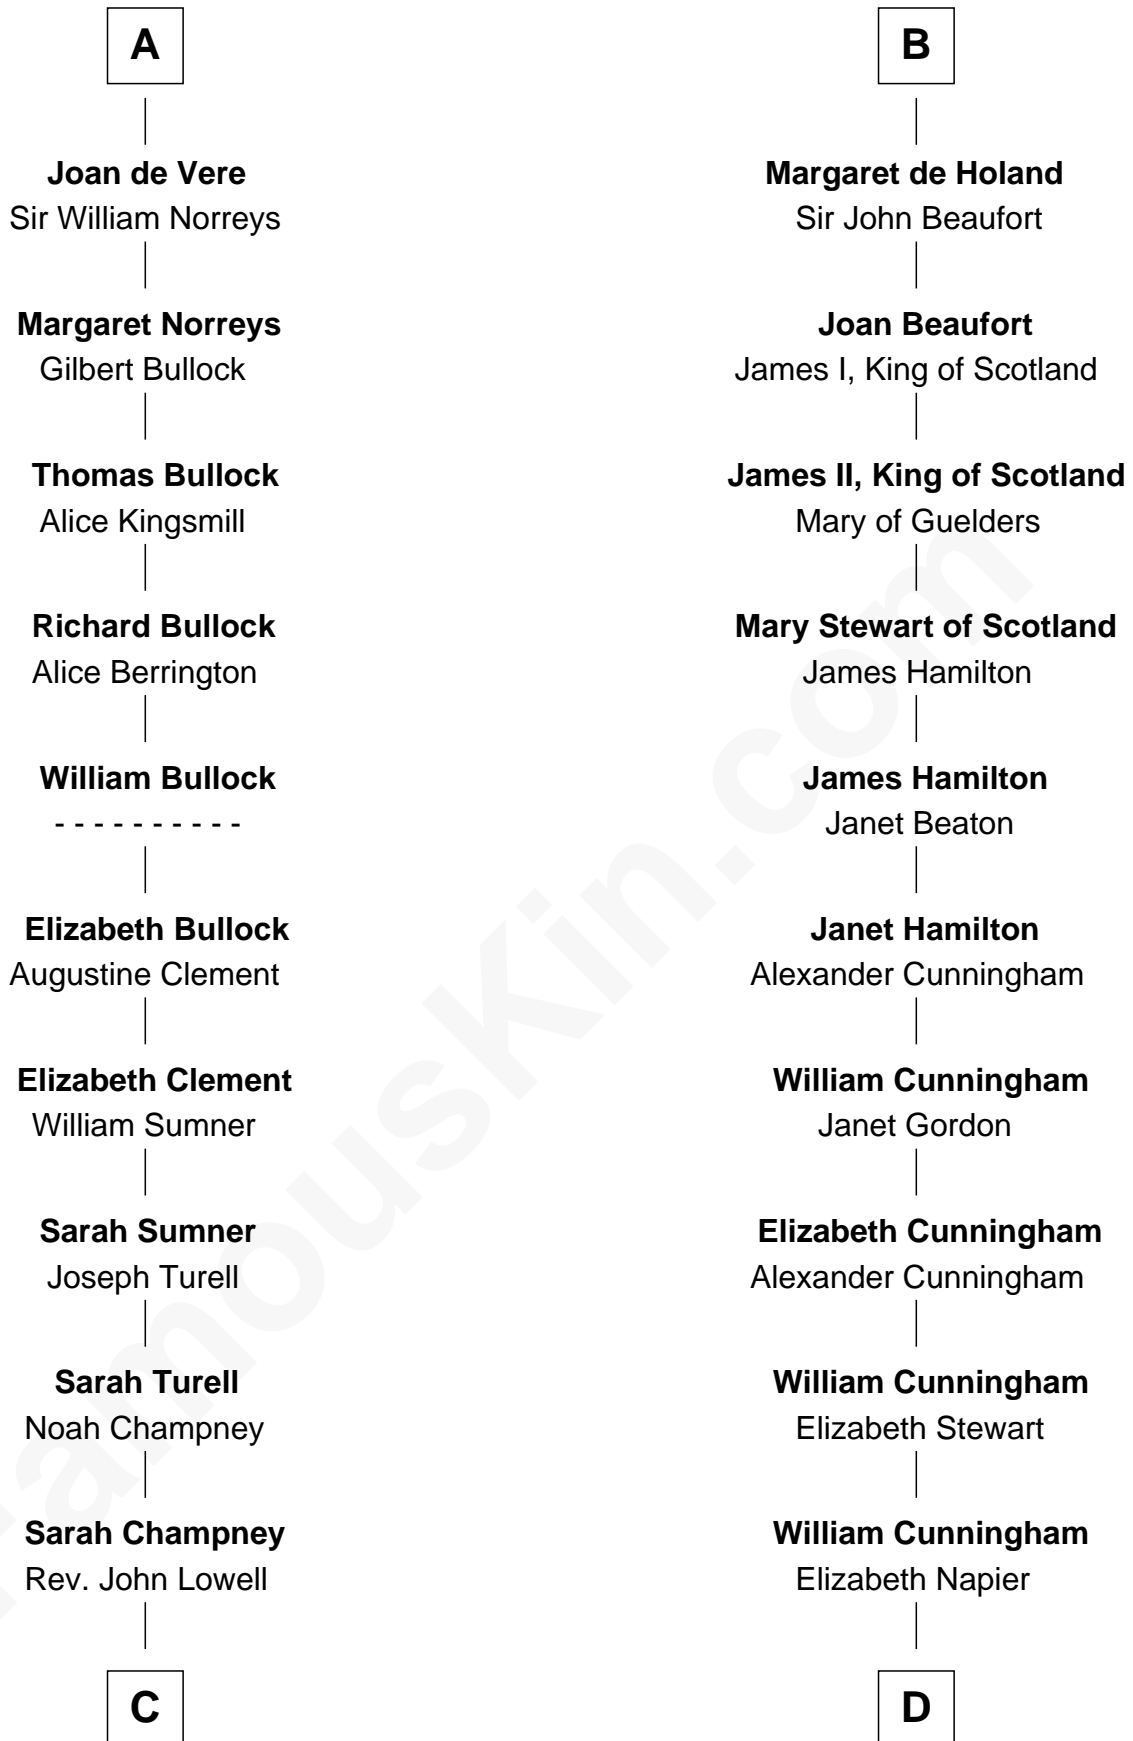 A
Joan de Vere
Sir William Norreys
Margaret Norreys
Gilbert Bullock
Thomas Bullock
Alice Kingsmill
Richard Bullock
Alice Berrington
William Bullock
- - - - - - - - - -
Elizabeth Bullock
Augustine Clement
Elizabeth Clement
William Sumner
Sarah Sumner
Joseph Turell
Sarah Turell
Noah Champney
Sarah Champney
Rev. John Lowell
C
B
Margaret de Holand
Sir John Beaufort
Joan Beaufort
James I, King of Scotland
James II, King of Scotland
Mary of Guelders
Mary Stewart of Scotland
James Hamilton
James Hamilton
Janet Beaton
Janet Hamilton
Alexander Cunningham
William Cunningham
Janet Gordon
Elizabeth Cunningham
Alexander Cunningham
William Cunningham
Elizabeth Stewart
William Cunningham
Elizabeth Napier
D
FamousKin.com